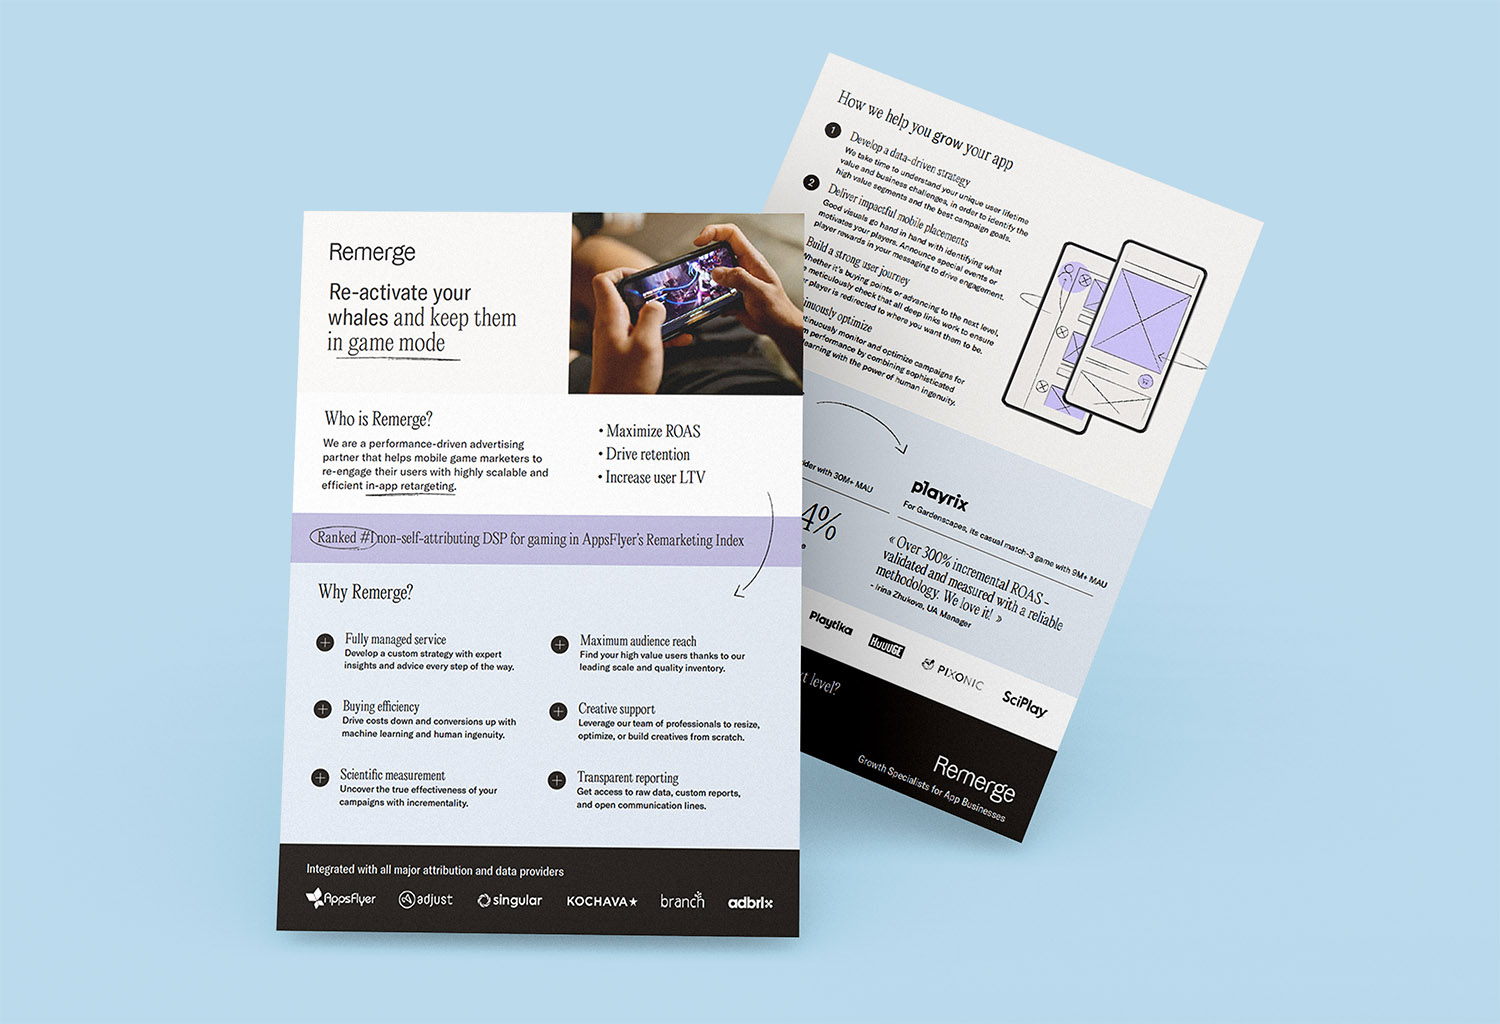 Remerge
Re-activate your
whales and keep them
in game mode
Who is Remerge?
We are a performance-driven advertising
partner that helps mobile game marketers to
re-engage their users with highly scalable and
efficient in-app retargeting.
• Maximize ROAS
• Drive retention
• Increase user LTV
Ranked #1 non-self-attributing DSP for gaming in AppsFlyer's Remarketing Index
Why Remerge?
Fully managed service
Develop a custom strategy with expert
insights and advice every step of the way.
Maximum audience reach
Find your high value users thanks to our
leading scale and quality inventory.
Buying efficiency
Drive costs down and conversions up with
machine learning and human ingenuity.
Creative support
Leverage our team of professionals to resize,
optimize, or build creatives from scratch.
Scientific measurement
Uncover the true effectiveness of your
campaigns with incrementality.
Transparent reporting
Get access to raw data, custom reports,
and open communication lines.
Integrated with all major attribution and data providers
AppsFlyer
adjust
singular
KOCHAVA★
branch
adbrix
How we help you grow your app
1
Develop a data-driven strategy
We take time to understand your unique user lifetime
value and business challenges, in order to identify the
high value segments and the best campaign goals.
2
Deliver impactful mobile placements
Good visuals go hand in hand with identifying what
motivates your players. Announce special events or
player rewards in your messaging to drive engagement.
Build a strong user journey
Whether it's buying points or advancing to the next level,
meticulously check that all deep links work to ensure
player is redirected to where you want them to be.
optimize
monitor and optimize campaigns for
performance by combining sophisticated
learning with the power of human ingenuity.
with 30M+ MAU
4%
playrix
For Gardenscapes, its casual match-3 game with 9M+ MAU
« Over 300% incremental ROAS -
validated and measured with a reliable
methodology. We love it! »
- Irina Zhukova, UA Manager
Playtika
HUUUGE
PIXONIC
SciPlay
level?
Remerge
Growth Specialists for App Businesses